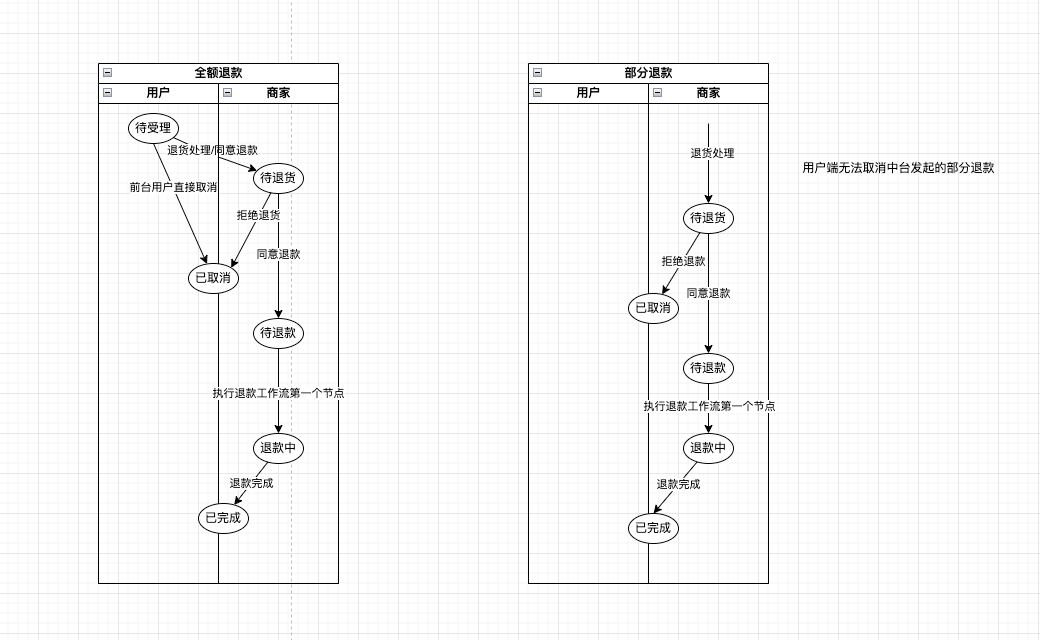 全额退款
用户
商家
待受理
退货处理/同意退款
待退货
前台用户直接取消
拒绝退货
同意退款
已取消
待退款
执行退款工作流第一个节点
退款中
退款完成
已完成
部分退款
用户
商家
退货处理
待退货
拒绝退款
同意退款
已取消
待退款
执行退款工作流第一个节点
退款中
退款完成
已完成
用户端无法取消中台发起的部分退款